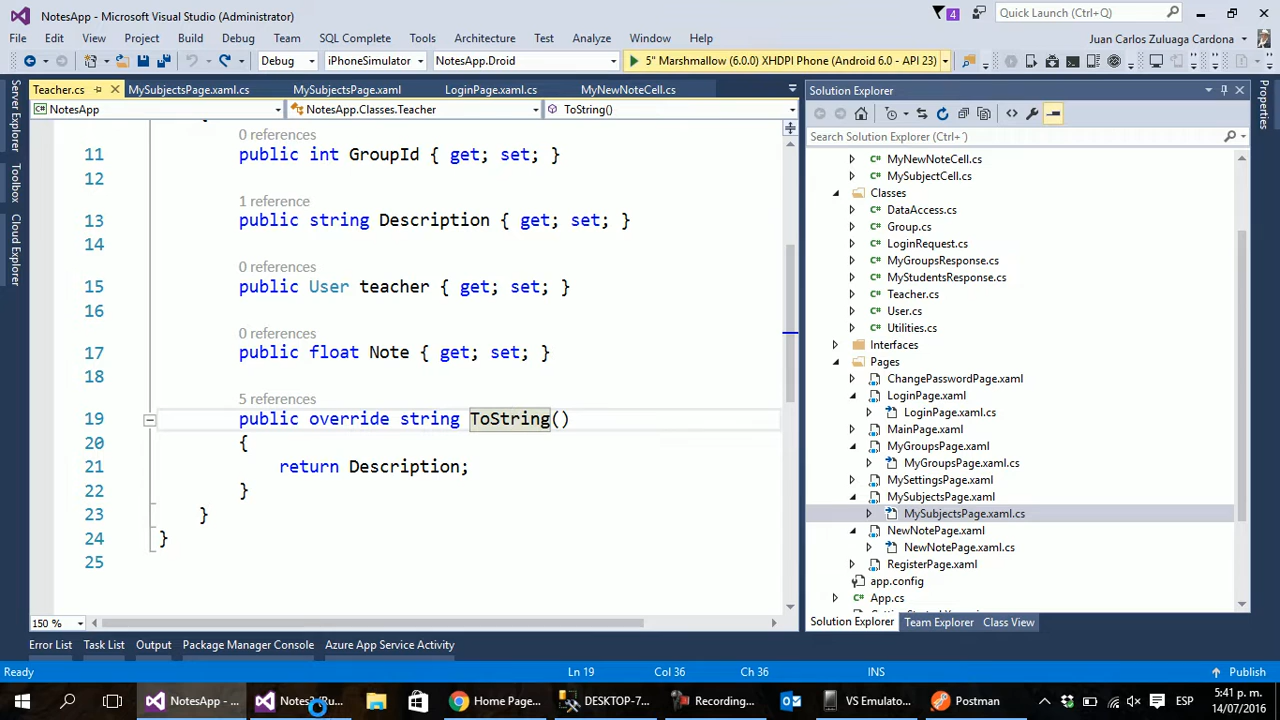 NotesApp - Microsoft Visual Studio (Administrator)
4
Quick Launch (Ctrl+Q)
File Edit View Project Build Debug Team SQL Complete Tools Architecture Test Analyze Window Help
Juan Carlos Zuluaga Cardona
Debug iPhoneSimulator NotesApp.Droid 5" Marshmallow (6.0.0) XHDPI Phone (Android 6.0 - API 23)
Server Explorer
Toolbox
Cloud Explorer
Teacher.cs MySubjectsPage.xaml.cs MySubjectsPage.xaml LoginPage.xaml.cs MyNewNoteCell.cs
NotesApp NotesApp.Classes.Teacher ToString()
0 references
11 public int GroupId { get; set; }
12
1 reference
13 public string Description { get; set; }
14
0 references
15 public User teacher { get; set; }
16
0 references
17 public float Note { get; set; }
18
5 references
19 public override string ToString()
20 {
21 return Description;
22 }
23 }
24 }
25
150 %
Solution Explorer
Search Solution Explorer (Ctrl+¨)
MyNewNoteCell.cs
MySubjectCell.cs
Classes
DataAccess.cs
Group.cs
LoginRequest.cs
MyGroupsResponse.cs
MyStudentsResponse.cs
Teacher.cs
User.cs
Utilities.cs
Interfaces
Pages
ChangePasswordPage.xaml
LoginPage.xaml
LoginPage.xaml.cs
MainPage.xaml
MyGroupsPage.xaml
MyGroupsPage.xaml.cs
MySettingsPage.xaml
MySubjectsPage.xaml
MySubjectsPage.xaml.cs
NewNotePage.xaml
NewNotePage.xaml.cs
RegisterPage.xaml
app.config
App.cs
Solution Explorer Team Explorer Class View
Properties
Error List Task List Output Package Manager Console Azure App Service Activity
Ready Ln 19 Col 36 Ch 36 INS Publish
NotesApp - ... Home Page... DESKTOP-7... Recording... VS Emulato... Postman ESP
5:41 p. m.
14/07/2016